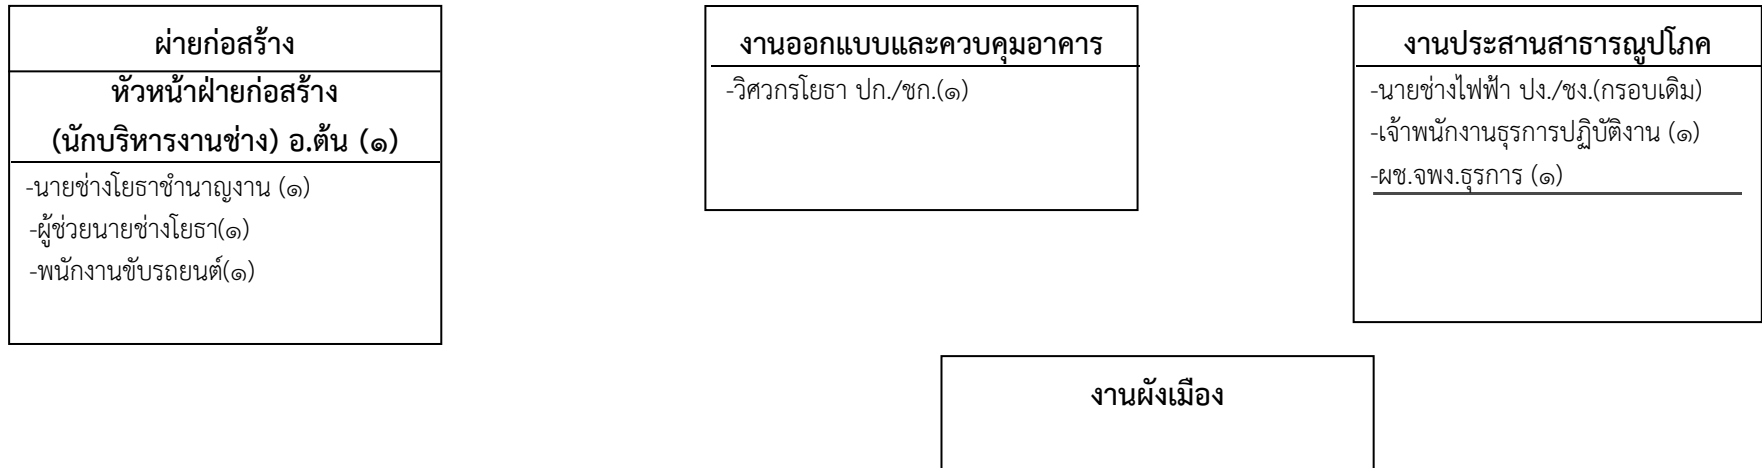 ผ่ายก่อสร้าง
หัวหน้าฝ่ายก่อสร้าง
(นักบริหารงานช่าง) อ.ต้น (๑)
-นายช่างโยธาชำนาญงาน (๑)
-ผู้ช่วยนายช่างโยธา(๑)
-พนักงานขับรถยนต์(๑)
งานออกแบบและควบคุมอาคาร
-วิศวกรโยธา ปก./ชก.(๑)
งานประสานสาธารณูปโภค
-นายช่างไฟฟ้า ปง./ชง.(กรอบเดิม)
-เจ้าพนักงานธุรการปฏิบัติงาน (๑)
-ผช.จพง.ธุรการ (๑)
งานผังเมือง